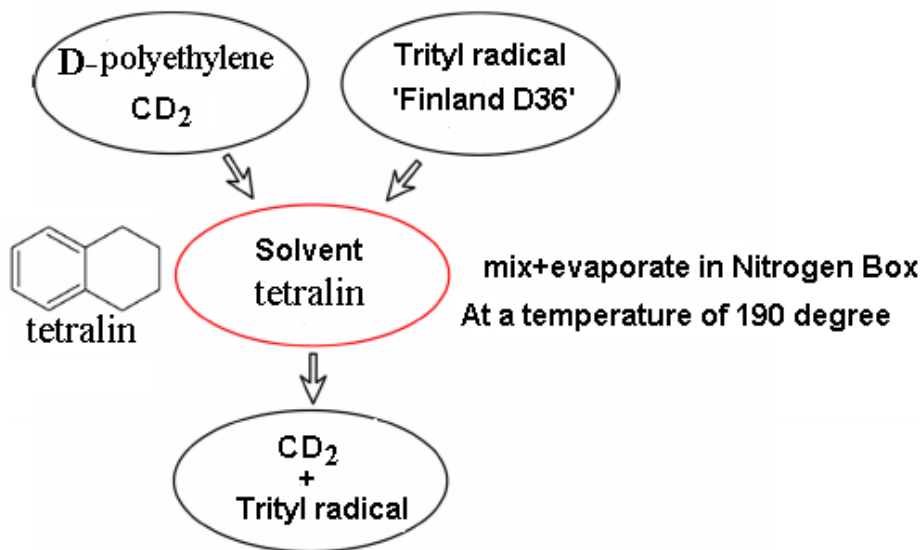 D-polyethylene
CD2
Trityl radical
'Finland D36'
Solvent
tetralin
tetralin
mix+evaporate in Nitrogen Box
At a temperature of 190 degree
CD2
+
Trityl radical